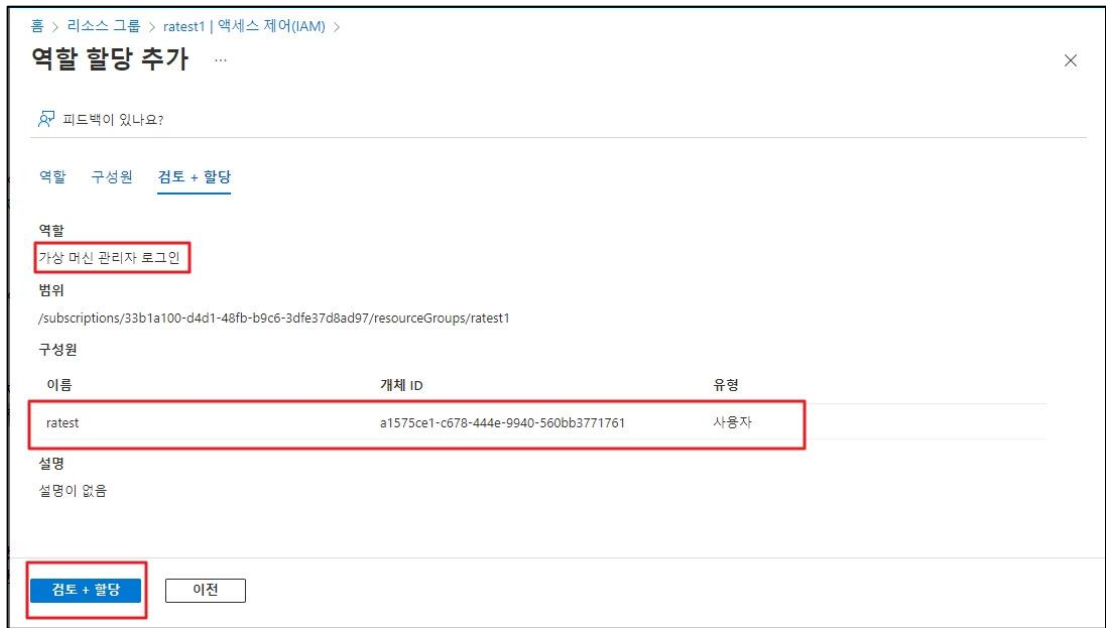 홈 > 리소스 그룹 > ratest1 | 액세스 제어(IAM) >
역할 할당 추가 ...
피드백이 있나요?
역할 구성원 검토 + 할당
역할
가상 머신 관리자 로그인
범위
/subscriptions/33b1a100-d4d1-48fb-b9c6-3dfe37d8ad97/resourceGroups/ratest1
구성원
이름 개체 ID 유형
ratest a1575ce1-c678-444e-9940-560bb3771761 사용자
설명
설명이 없음
검토 + 할당 이전